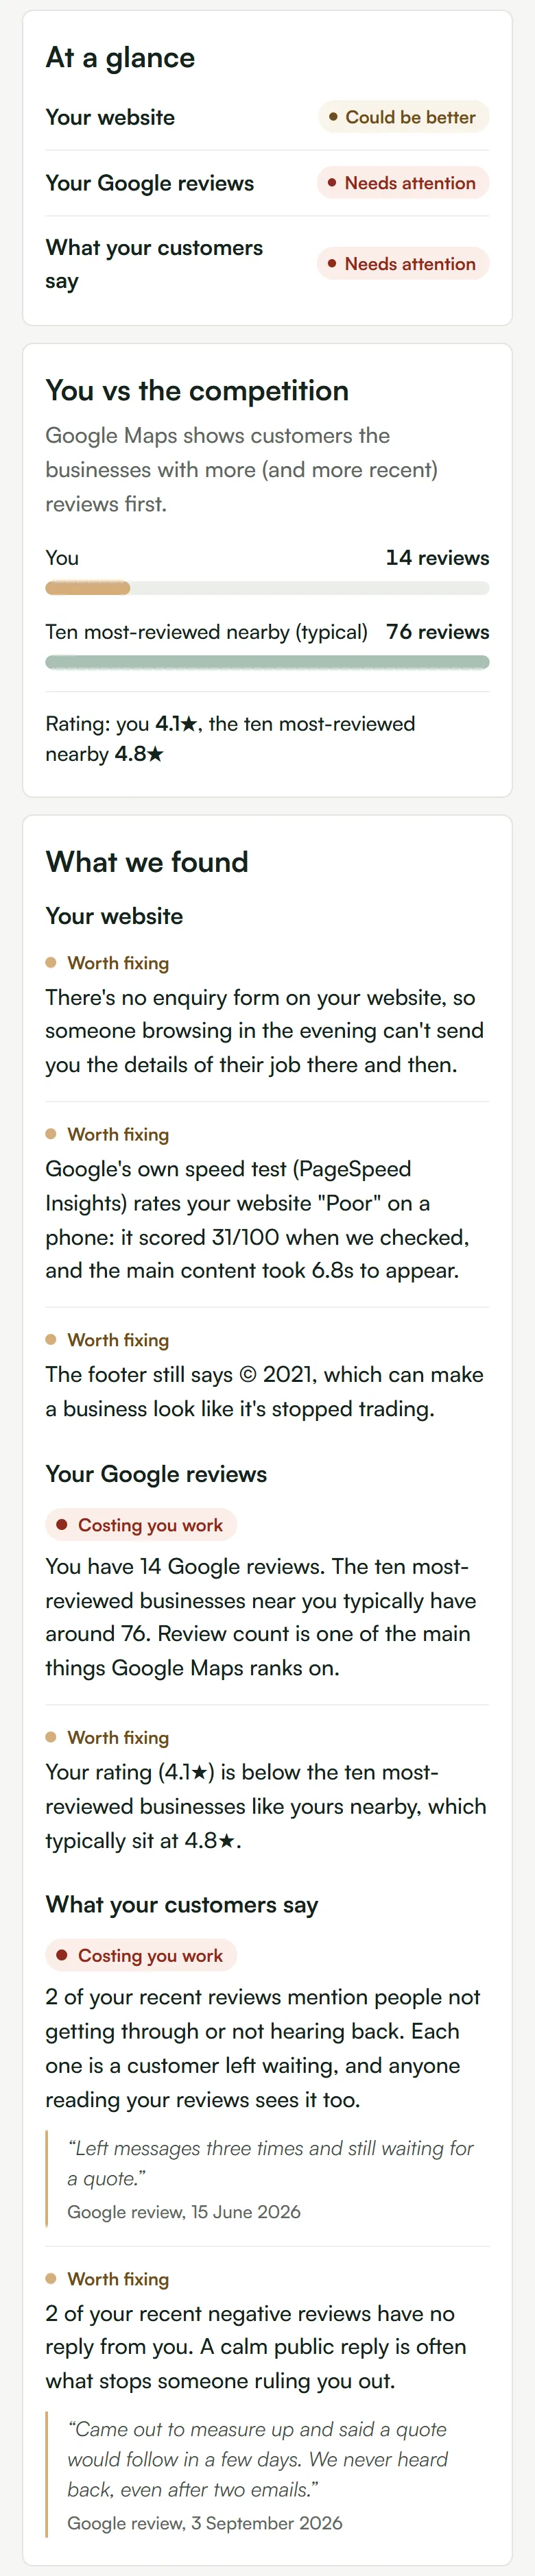 At a glance
Your website
Could be better
Your Google reviews
Needs attention
What your customers
say
Needs attention
You vs the competition
Google Maps shows customers the
businesses with more (and more recent)
reviews first.
You 14 reviews
Ten most-reviewed nearby (typical) 76 reviews
Rating: you 4.1★, the ten most-reviewed
nearby 4.8★
What we found
Your website
Worth fixing
There's no enquiry form on your website, so
someone browsing in the evening can't send
you the details of their job there and then.
Worth fixing
Google's own speed test (PageSpeed
Insights) rates your website "Poor" on a
phone: it scored 31/100 when we checked,
and the main content took 6.8s to appear.
Worth fixing
The footer still says © 2021, which can make
a business look like it's stopped trading.
Your Google reviews
Costing you work
You have 14 Google reviews. The ten most-
reviewed businesses near you typically have
around 76. Review count is one of the main
things Google Maps ranks on.
Worth fixing
Your rating (4.1★) is below the ten most-
reviewed businesses like yours nearby, which
typically sit at 4.8★.
What your customers say
Costing you work
2 of your recent reviews mention people not
getting through or not hearing back. Each
one is a customer left waiting, and anyone
reading your reviews sees it too.
“Left messages three times and still waiting for
a quote.”
Google review, 15 June 2026
Worth fixing
2 of your recent negative reviews have no
reply from you. A calm public reply is often
what stops someone ruling you out.
“Came out to measure up and said a quote
would follow in a few days. We never heard
back, even after two emails.”
Google review, 3 September 2026